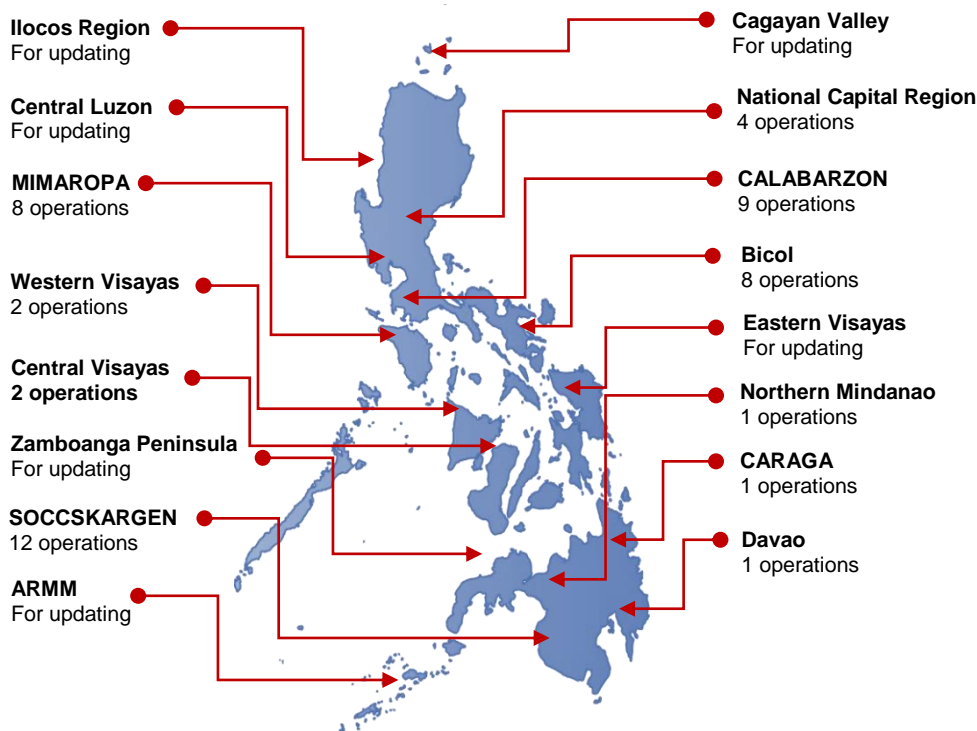 Ilocos Region
For updating
Central Luzon
For updating
MIMAROPA
8 operations
Western Visayas
2 operations
Central Visayas
2 operations
Zamboanga Peninsula
For updating
SOCCSKARGEN
12 operations
ARMM
For updating
Cagayan Valley
For updating
National Capital Region
4 operations
CALABARZON
9 operations
Bicol
8 operations
Eastern Visayas
For updating
Northern Mindanao
1 operations
CARAGA
1 operations
Davao
1 operations